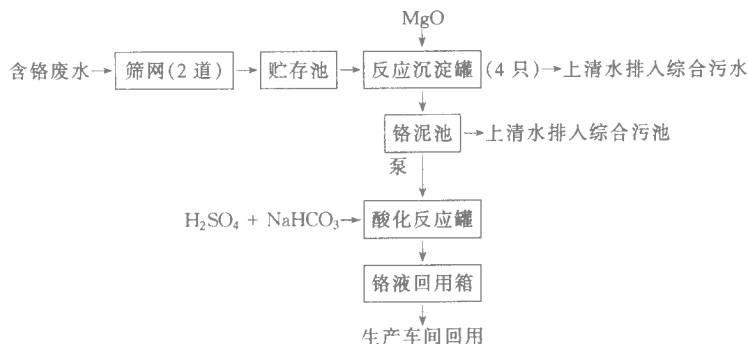 MgO
含铬废水
筛网(2道)
贮存池
反应沉淀罐
(4只)
上清水排入综合污水
铬泥池
上清水排入综合污池
泵
H₂SO₄ + NaHCO₃
酸化反应罐
铬液回用箱
生产车间回用